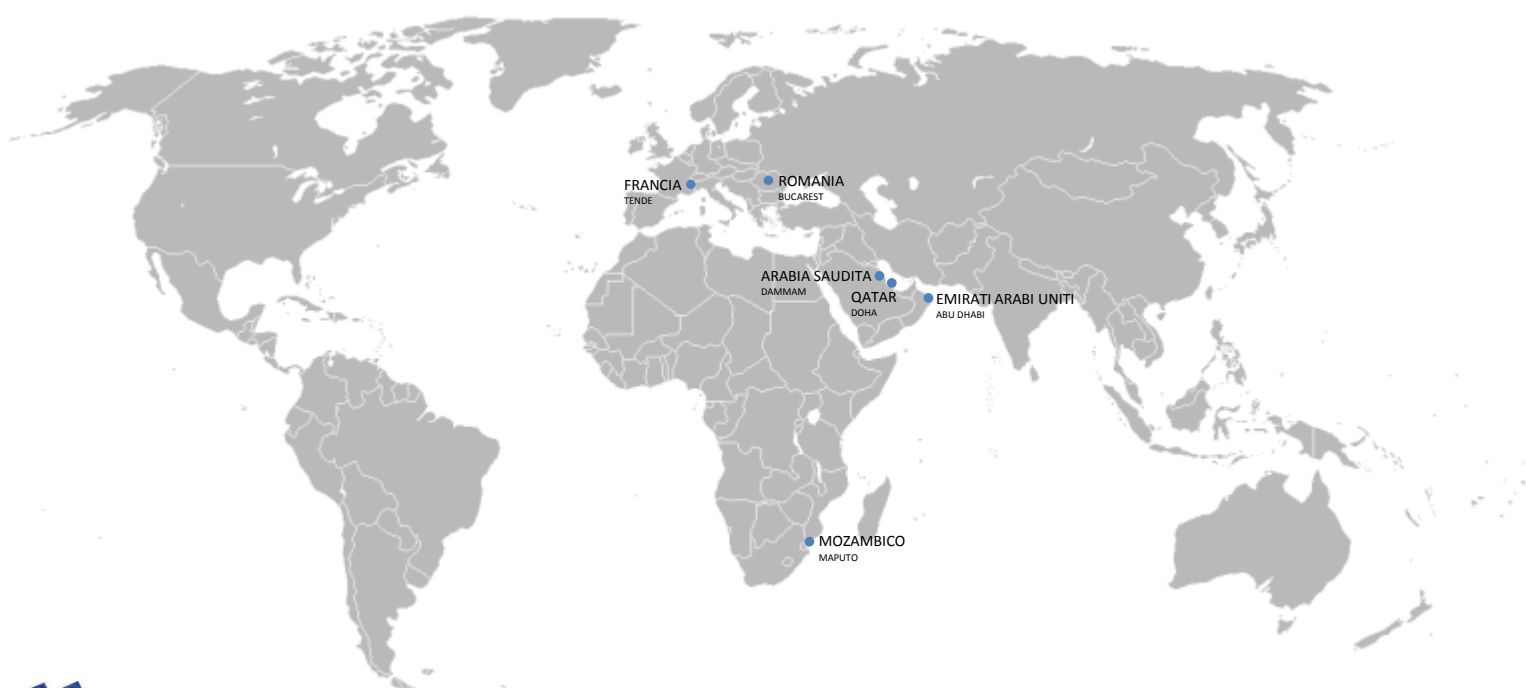 FRANCIA
TENDE
ROMANIA
BUCAREST
ARABIA SAUDITA
DAMMAM
QATAR
DOHA
EMIRATI ARABI UNITI
ABU DHABI
MOZAMBICO
MAPUTO